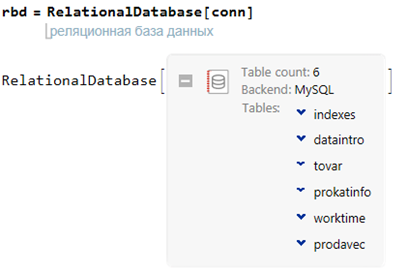 rbd = RelationalDatabase[conn]
реляционная база данных
RelationalDatabase[
Table count: 6
Backend: MySQL
Tables:
indexes
dataintro
tovar
prokatinfo
worktime
prodavec
]